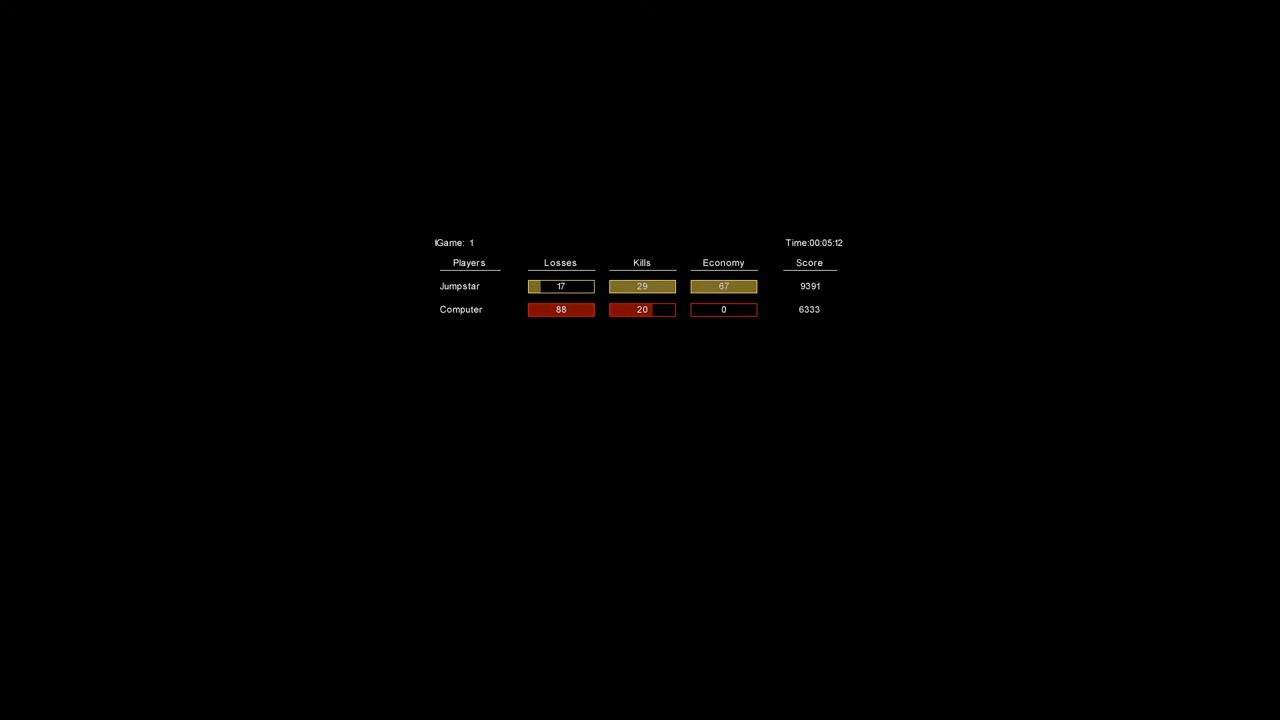 Game: 1 Time:00:05:12
Players Losses Kills Economy Score
Jumpstar 17 29 67 9391
Computer 88 20 0 6333